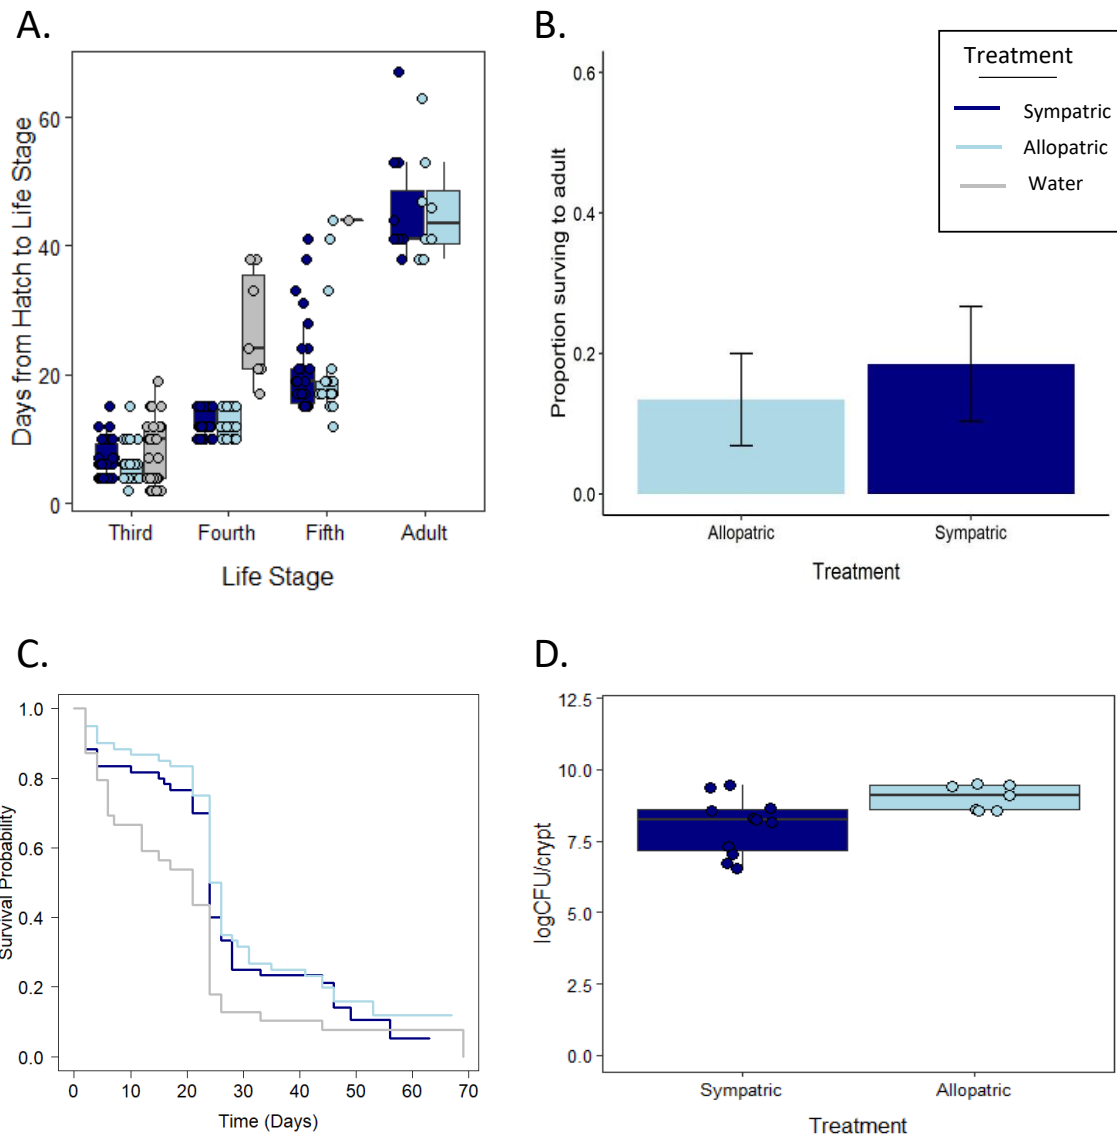 A.
Days from Hatch to Life Stage
60
40
20
0
Third Fourth Fifth Adult
Life Stage
B.
Proportion surving to adult
0.6
0.4
0.2
0.0
Allopatric Sympatric
Treatment
Treatment
Sympatric
Allopatric
Water
C.
Survival Probability
1.0
0.8
0.6
0.4
0.2
0.0
0 10 20 30 40 50 60 70
Time (Days)
D.
logCFU/crypt
12.5
10.0
7.5
5.0
2.5
0.0
Sympatric Allopatric
Treatment